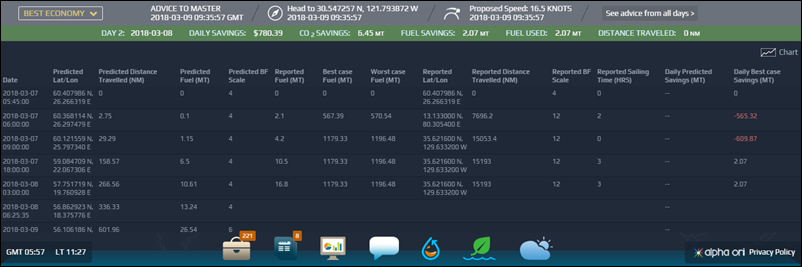 BEST ECONOMY
ADVICE TO MASTER
2018-03-09 09:35:57 GMT
Head to 30.547257 N, 121.793872 W
2018-03-09 09:35:57
Proposed Speed: 16.5 KNOTS
2018-03-09 09:35:57
See advice from all days >
DAY 2: 2018-03-08 DAILY SAVINGS: $780.39 CO2 SAVINGS: 6.45 MT FUEL SAVINGS: 2.07 MT FUEL USED: 2.07 MT DISTANCE TRAVELED: 0 NM
Chart
Date Predicted Lat/Lon Predicted Distance Travelled (NM) Predicted Fuel (MT) Predicted BF Scale Reported Fuel (MT) Best case Fuel (MT) Worst case Fuel (MT) Reported Lat/Lon Reported Distance Travelled (NM) Reported BF Scale Reported Sailing Time (HRS) Daily Predicted Savings (MT) Daily Best case Savings (MT)
2018-03-07 60.407986 N, 0 0 4 0 0 0 60.407986 N, 0 4 0 -- 0
05:45:00 26.266319 E 26.266319 E
2018-03-07 60.368114 N, 2.75 0.1 4 2.1 567.39 570.54 13.133000 N, 7696.2 12 2 -- -565.32
06:00:00 26.297479 E 80.305400 E
2018-03-07 60.121559 N, 29.29 1.15 4 4.2 1179.33 1196.48 35.621600 N, 15053.4 12 0 -- -609.87
09:00:00 25.797340 E 129.633200 W
2018-03-07 59.084709 N, 158.57 6.5 4 10.5 1179.33 1196.48 35.621600 N, 15193 12 3 -- 2.07
18:00:00 22.067306 E 129.633200 W
2018-03-08 57.751719 N, 266.56 10.61 4 16.8 1179.33 1196.48 35.621600 N, 15193 12 3 -- 2.07
03:00:00 19.760928 E 129.633200 W
2018-03-08 56.862923 N, 336.33 13.24 4 --
06:25:35 18.375776 E
2018-03-09 56.106186 N, 601.96 26.54 6 --
221
8
GMT 05:57 LT 11:27
alpha ori Privacy Policy